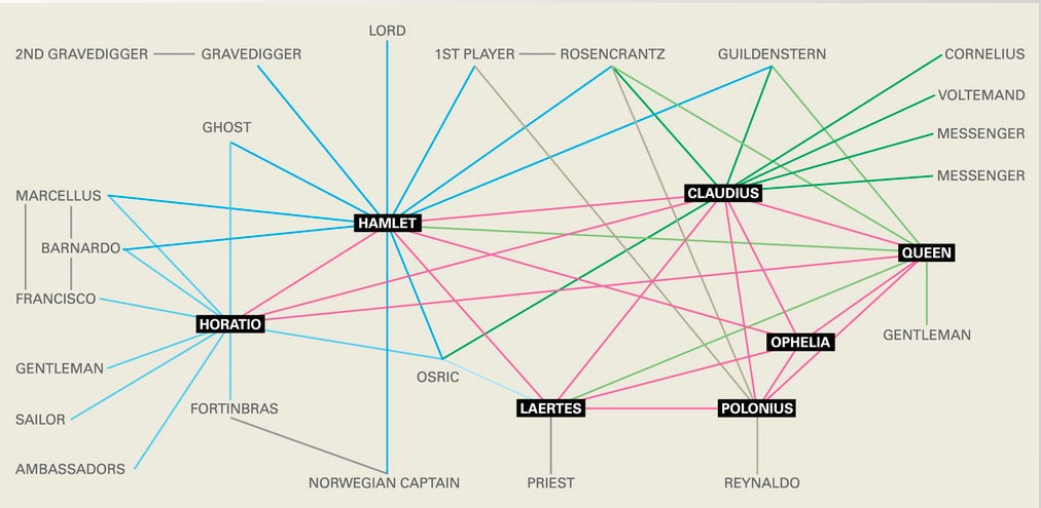 LORD
2ND GRAVEDIGGER
GRAVEDIGGER
1ST PLAYER
ROSENCRANTZ
GUILDENSTERN
CORNELIUS
VOLTEMAND
GHOST
MESSENGER
MESSENGER
MARCELLUS
CLAUDIUS
HAMLET
BARNARDO
QUEEN
FRANCISCO
HORATIO
GENTLEMAN
OPHELIA
GENTLEMAN
OSRIC
FORTINBRAS
LAERTES
POLONIUS
SAILOR
AMBASSADORS
NORWEGIAN CAPTAIN
PRIEST
REYNALDO